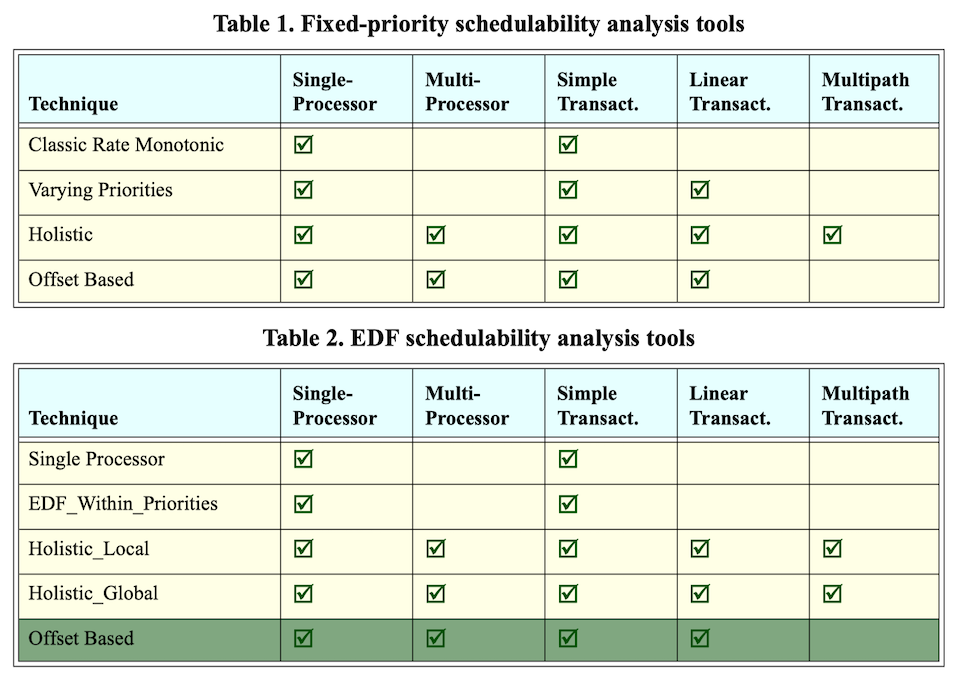 Table 1. Fixed-priority schedulability analysis tools
Technique Single-Processor Multi-Processor Simple Transact. Linear Transact. Multipath Transact.
Classic Rate Monotonic ☑ ☑
Varying Priorities ☑ ☑ ☑
Holistic ☑ ☑ ☑ ☑ ☑
Offset Based ☑ ☑ ☑ ☑
Table 2. EDF schedulability analysis tools
Technique Single-Processor Multi-Processor Simple Transact. Linear Transact. Multipath Transact.
Single Processor ☑ ☑
EDF_Within_Priorities ☑ ☑
Holistic_Local ☑ ☑ ☑ ☑ ☑
Holistic_Global ☑ ☑ ☑ ☑ ☑
Offset Based ☑ ☑ ☑ ☑